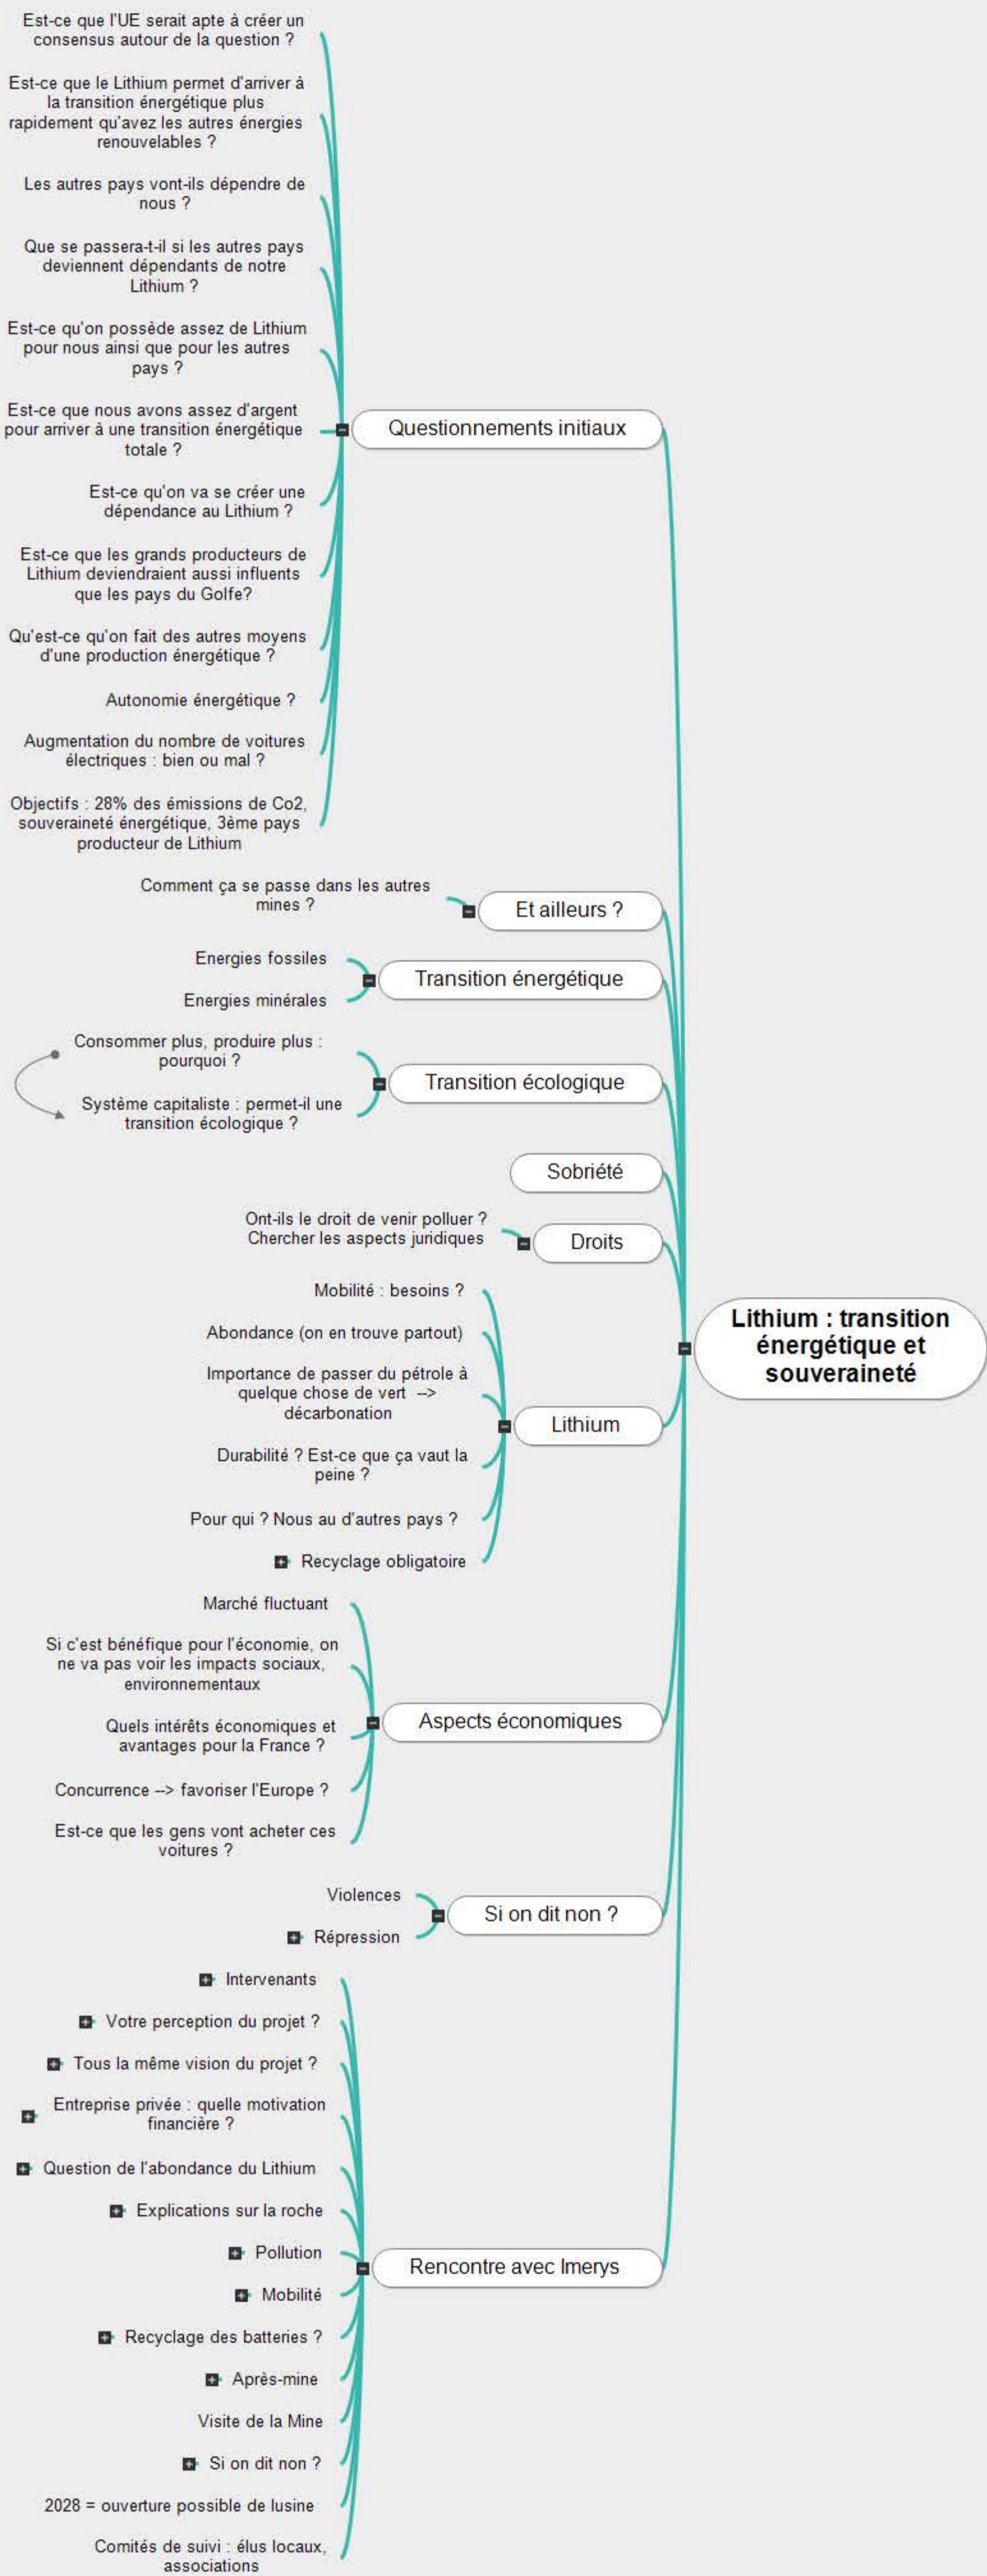 Est-ce que l'UE serait apte à créer un
consensus autour de la question ?
Est-ce que le Lithium permet d'arriver à
la transition énergétique plus
rapidement qu'avez les autres énergies
renouvelables ?
Les autres pays vont-ils dépendre de
nous ?
Que se passera-t-il si les autres pays
deviennent dépendants de notre
Lithium ?
Est-ce qu'on possède assez de Lithium
pour nous ainsi que pour les autres
pays ?
Est-ce que nous avons assez d'argent
pour arriver à une transition énergétique
totale ?
Est-ce qu'on va se créer une
dépendance au Lithium ?
Est-ce que les grands producteurs de
Lithium deviendraient aussi influents
que les pays du Golfe?
Qu'est-ce qu'on fait des autres moyens
d'une production énergétique ?
Autonomie énergétique ?
Augmentation du nombre de voitures
électriques : bien ou mal ?
Objectifs : 28% des émissions de Co2,
souveraineté énergétique, 3ème pays
producteur de Lithium
Questionnements initiaux
Comment ça se passe dans les autres
mines ?
Et ailleurs ?
Energies fossiles
Energies minérales
Transition énergétique
Consommer plus, produire plus :
pourquoi ?
Système capitaliste : permet-il une
transition écologique ?
Transition écologique
Sobriété
Ont-ils le droit de venir polluer ?
Chercher les aspects juridiques
Droits
Lithium : transition
énergétique et
souveraineté
Mobilité : besoins ?
Abondance (on en trouve partout)
Importance de passer du pétrole à
quelque chose de vert -->
décarbonation
Durabilité ? Est-ce que ça vaut la
peine ?
Pour qui ? Nous au d'autres pays ?
Recyclage obligatoire
Lithium
Marché fluctuant
Si c'est bénéfique pour l'économie, on
ne va pas voir les impacts sociaux,
environnementaux
Quels intérêts économiques et
avantages pour la France ?
Concurrence --> favoriser l'Europe ?
Est-ce que les gens vont acheter ces
voitures ?
Aspects économiques
Violences
Répression
Si on dit non ?
Intervenants
Votre perception du projet ?
Tous la même vision du projet ?
Entreprise privée : quelle motivation
financière ?
Question de l'abondance du Lithium
Explications sur la roche
Pollution
Mobilité
Recyclage des batteries ?
Après-mine
Visite de la Mine
Si on dit non ?
2028 = ouverture possible de lusine
Comités de suivi : élus locaux,
associations
Rencontre avec Imerys